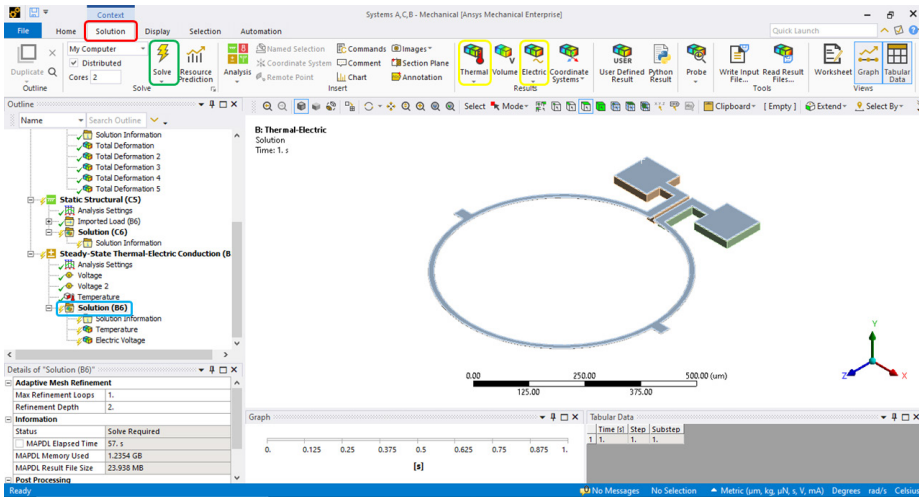 Context
Systems A,C,B - Mechanical [Ansys Mechanical Enterprise]
File Home Solution Display Selection Automation
Quick Launch
Duplicate Q
Outline
My Computer
Distributed
Cores 2
Solve
Resource Prediction
Solve
Analysis
Named Selection
Coordinate System
Remote Point
Commands
Comment
Chart
Images
Section Plane
Annotation
Insert
Thermal
Volume
Electric
Coordinate Systems
Results
USER
User Defined Result
Python Result
Probe
Write Input File...
Read Result Files...
Tools
Worksheet
Graph
Tabular Data
Views
Outline
Name
Search Outline
Select Mode
Clipboard [ Empty ] Extend Select By
Solution Information
Total Deformation
Total Deformation 2
Total Deformation 3
Total Deformation 4
Total Deformation 5
Static Structural (C5)
Analysis Settings
Imported Load (B6)
Solution (C6)
Solution Information
Steady-State Thermal-Electric Conduction (B
Analysis Settings
Voltage
Voltage 2
Temperature
Solution (B6)
Solution Information
Temperature
Electric Voltage
B: Thermal-Electric
Solution
Time: 1. s
0.00 250.00 500.00 (um)
125.00 375.00
Y
Z
X
Details of "Solution (B6)"
Adaptive Mesh Refinement
Max Refinement Loops 1.
Refinement Depth 2.
Information
Status Solve Required
MAPDL Elapsed Time 57. s
MAPDL Memory Used 1.2354 GB
MAPDL Result File Size 23.938 MB
Post Processing
Graph
0. 0.125 0.25 0.375 0.5 0.625 0.75 0.875 1.
[s]
Tabular Data
Time [s] Step Substep
1 1. 1. 1.
Ready
No Messages No Selection Metric (µm, kg, µN, s, V, mA) Degrees rad/s Celsius